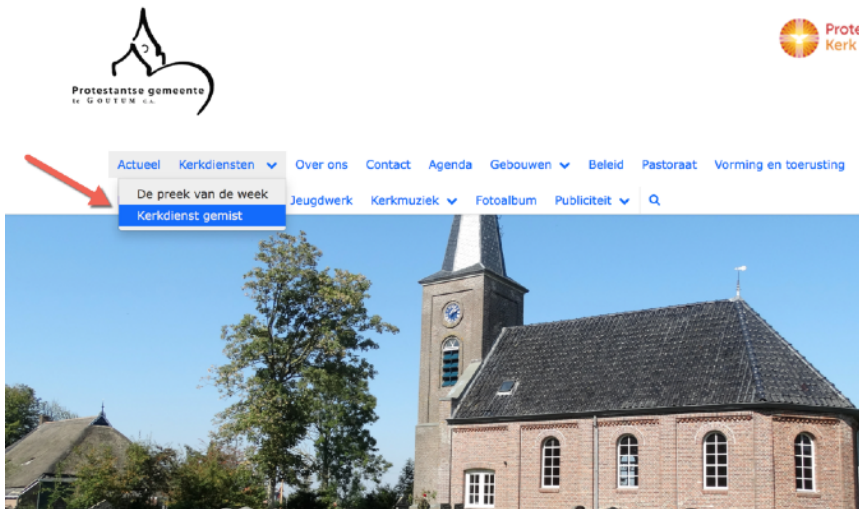 Protestantse gemeente
te GOUTUM c.a.
Prote
Kerk
Actueel Kerkdiensten Over ons Contact Agenda Gebouwen Beleid Pastoraat Vorming en toerusting
De preek van de week
Jeugdwerk Kerkmuziek Fotoalbum Publiciteit
Kerkdienst gemist